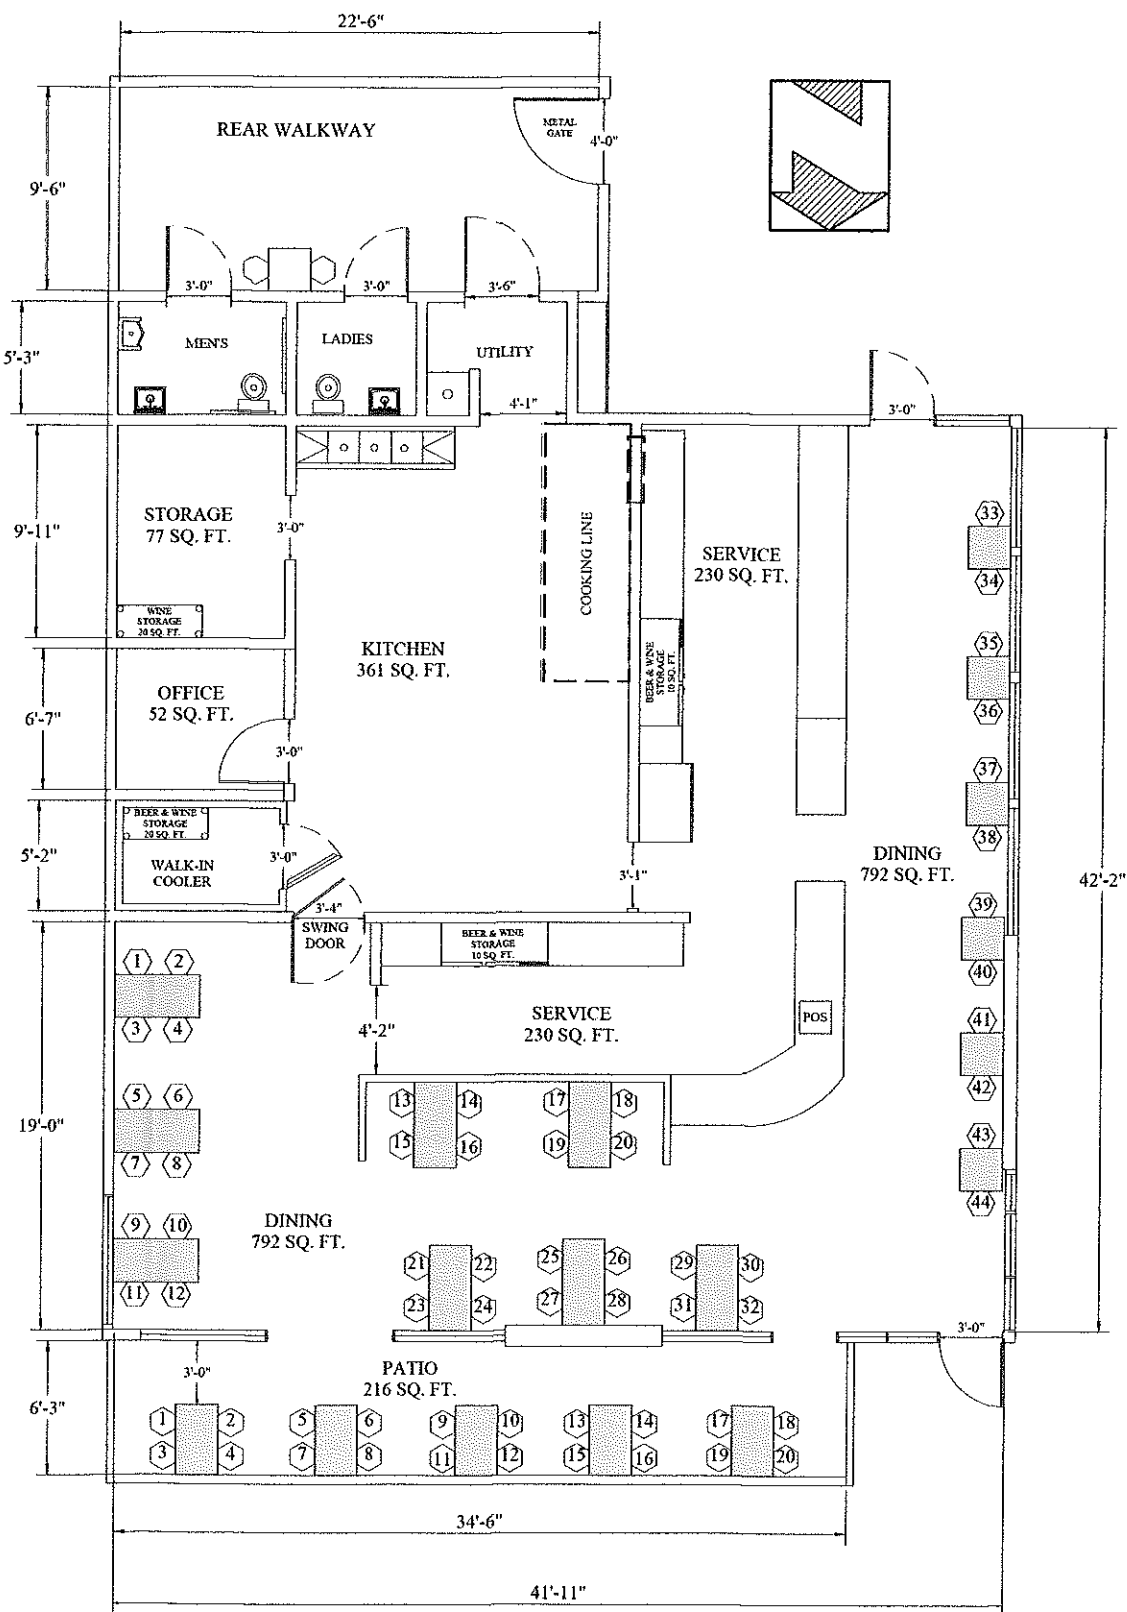 22'-6"
REAR WALKWAY
METAL
GATE
4'-0"
9'-6"
3'-0"
3'-0"
3'-6"
5'-3"
MEN'S
LADIES
UTILITY
4'-1"
3'-0"
9'-11"
STORAGE
77 SQ. FT.
3'-0"
WINE
STORAGE
20 SQ. FT.
COOKING LINE
SERVICE
230 SQ. FT.
33
34
35
36
KITCHEN
361 SQ. FT.
BEER & WINE
STORAGE
10 SQ. FT.
6'-7"
OFFICE
52 SQ. FT.
3'-0"
37
38
5'-2"
BEER & WINE
STORAGE
20 SQ. FT.
WALK-IN
COOLER
3'-0"
3'-1"
DINING
792 SQ. FT.
42'-2"
3'-4"
SWING
DOOR
BEER & WINE
STORAGE
10 SQ. FT.
39
40
1 2
3 4
4'-2"
SERVICE
230 SQ. FT.
POS
41
42
19'-0"
5 6
7 8
13 14
15 16
17 18
19 20
43
44
9 10
11 12
DINING
792 SQ. FT.
21 22
23 24
25 26
27 28
29 30
31 32
3'-0"
6'-3"
3'-0"
PATIO
216 SQ. FT.
1 2
3 4
5 6
7 8
9 10
11 12
13 14
15 16
17 18
19 20
34'-6"
41'-11"